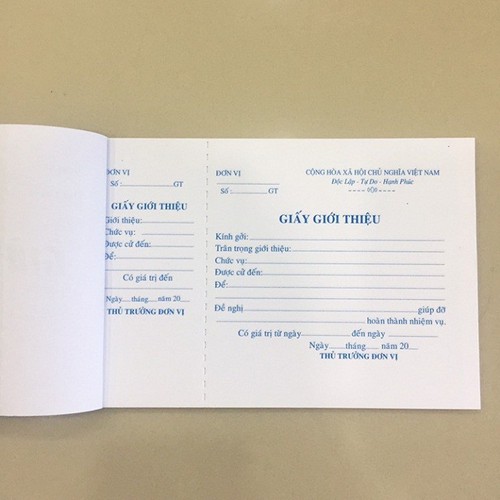 ĐƠN VỊ
Số :....................GT
GIẤY GIỚI THIỆU
Giới thiệu:
Chức vụ :
Được cử đến:
Để:
Có giá trị đến
Ngày.....tháng.....năm 20.....
THỦ TRƯỞNG ĐƠN VỊ
ĐƠN VỊ
Số :....................GT
CỘNG HÒA XÃ HỘI CHỦ NGHĨA VIỆT NAM
Độc Lập - Tự Do - Hạnh Phúc
GIẤY GIỚI THIỆU
Kính gởi:
Trân trọng giới thiệu:
Chức vụ:
Được cử đến:
Để:
Đề nghị....................giúp đỡ
....................hoàn thành nhiệm vụ.
Có giá trị từ ngày....................đến ngày....................
Ngày......tháng...... năm 20.....
THỦ TRƯỞNG ĐƠN VỊ